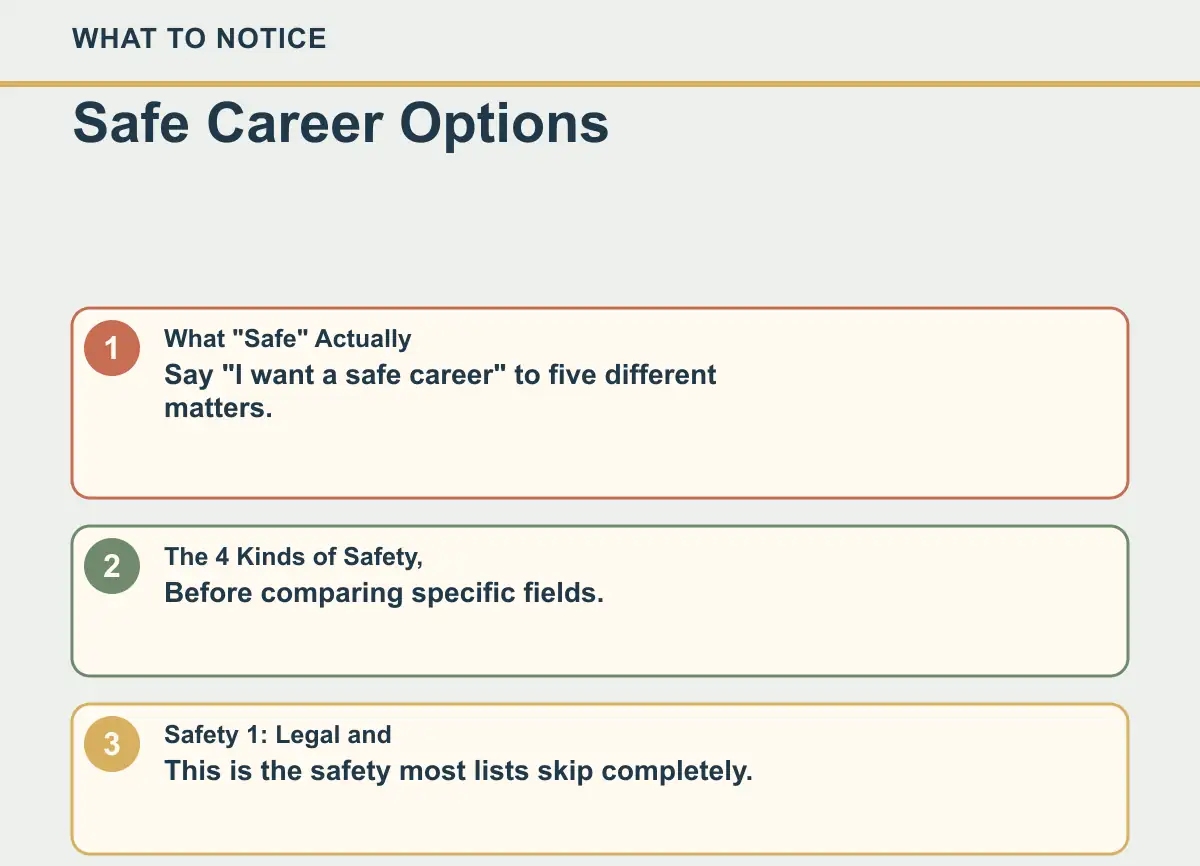 WHAT TO NOTICE
Safe Career Options
1
What "Safe" Actually
Say "I want a safe career" to five different
matters.
2
The 4 Kinds of Safety,
Before comparing specific fields.
3
Safety 1: Legal and
This is the safety most lists skip completely.